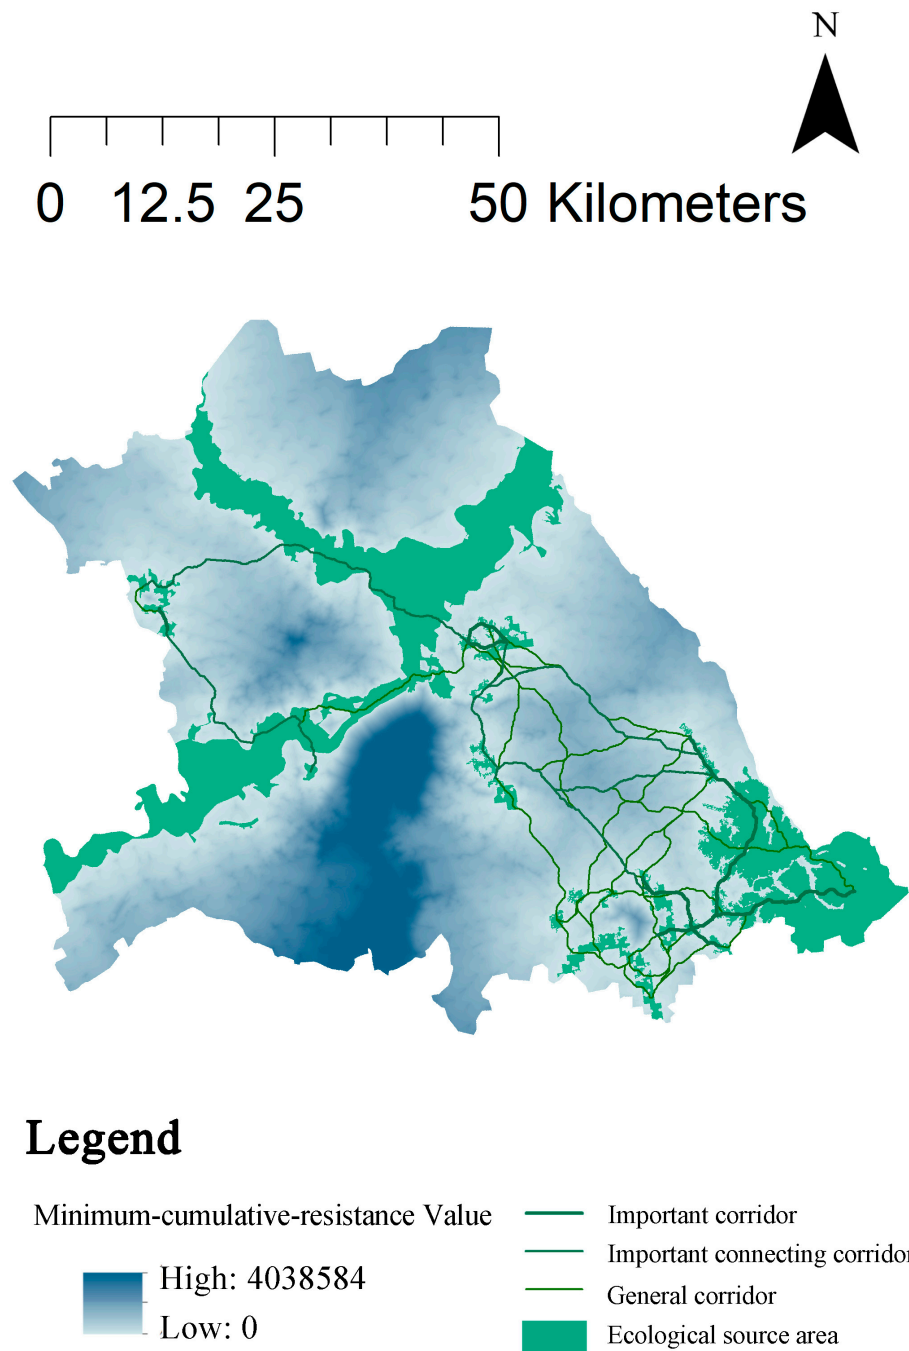 N
0 12.5 25 50 Kilometers
Legend
Minimum-cumulative-resistance Value
High: 4038584
Low: 0
Important corridor
Important connecting corridor
General corridor
Ecological source area